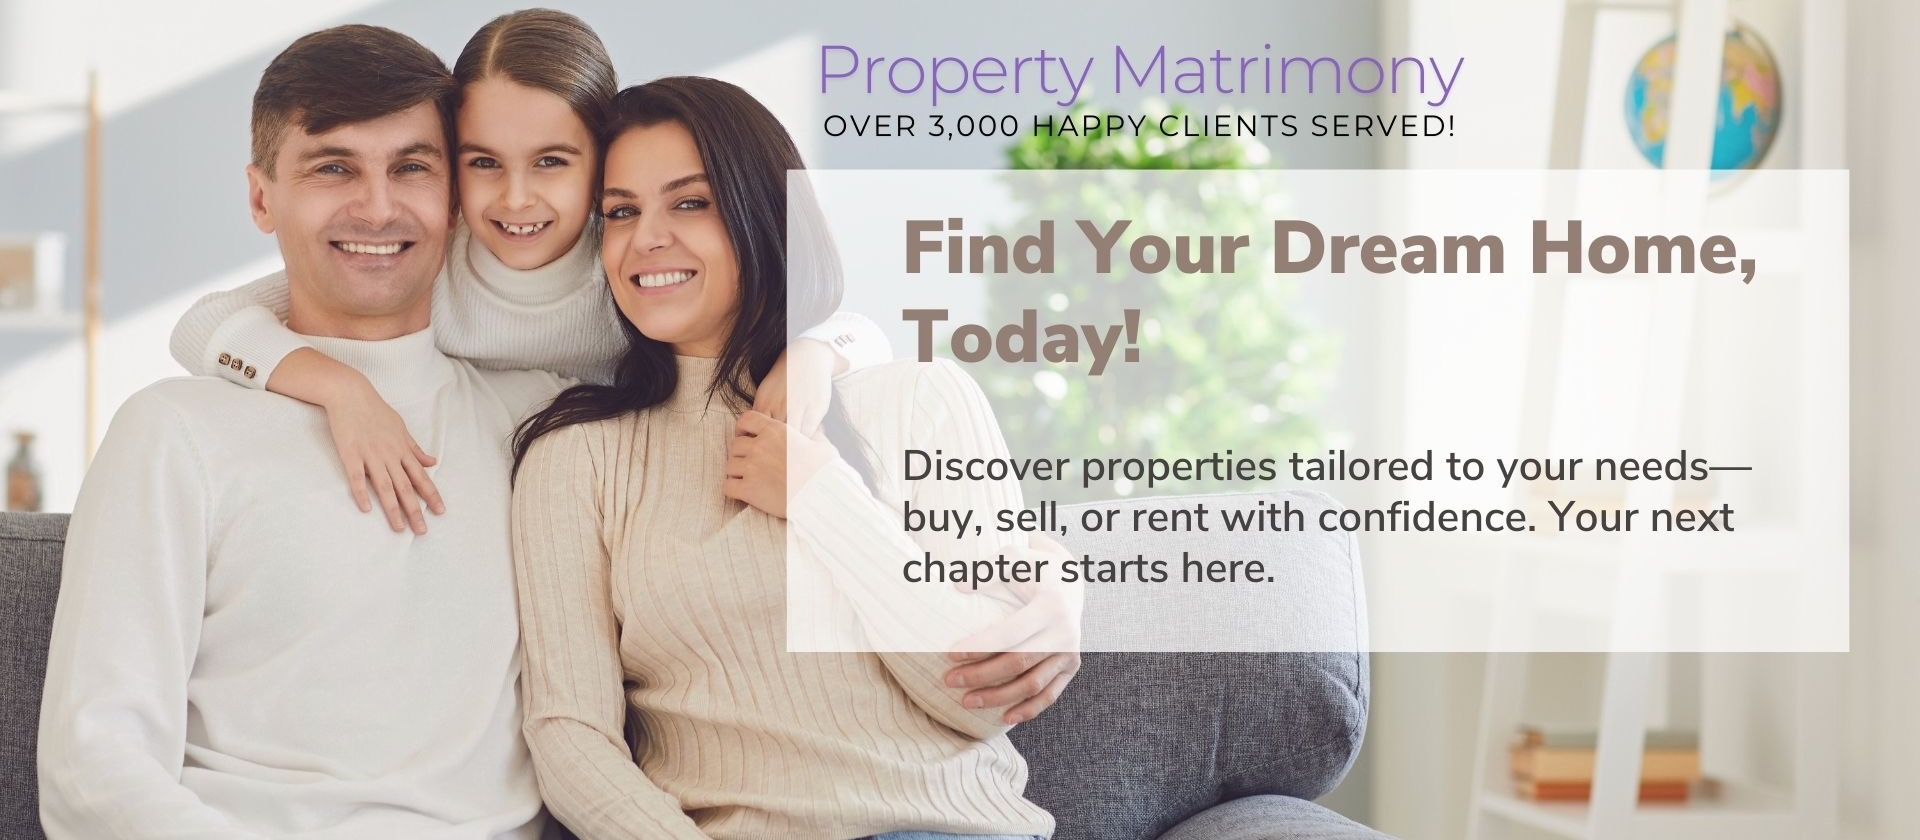 Property Matrimony
OVER 3,000 HAPPY CLIENTS SERVED!
Find Your Dream Home,
Today!
Discover properties tailored to your needs—
buy, sell, or rent with confidence. Your next
chapter starts here.